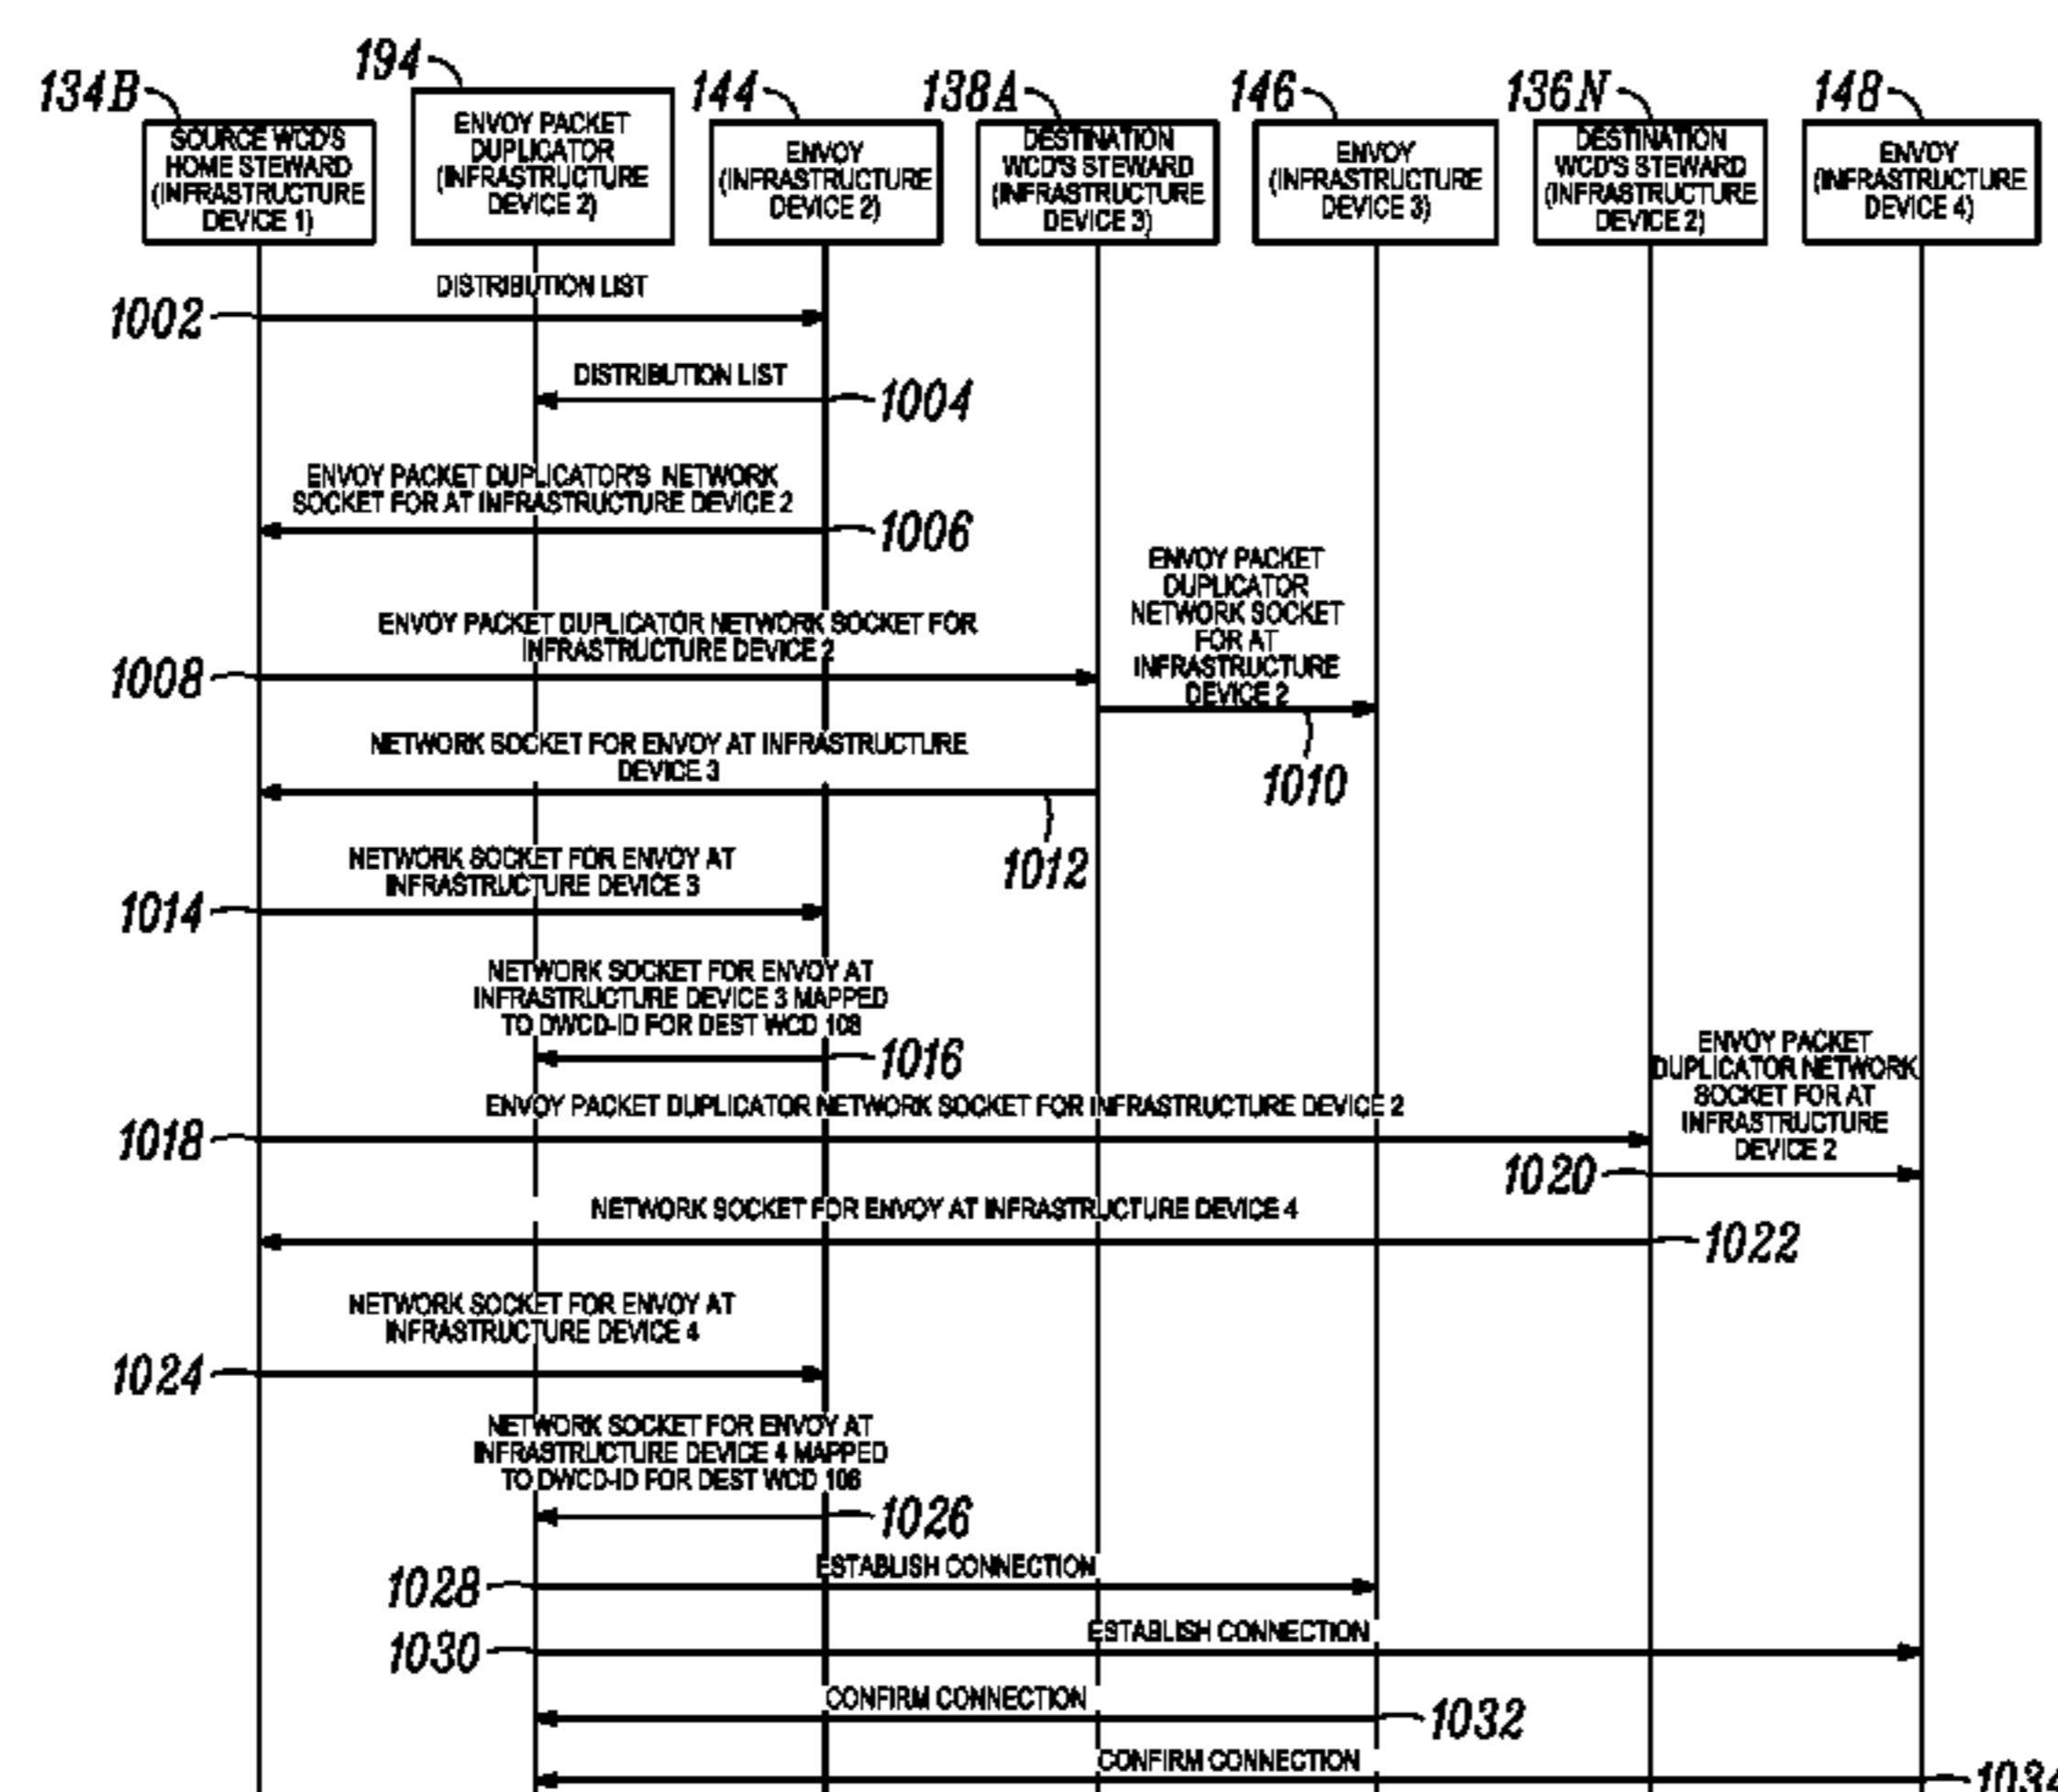 134B
194
144
138A
146
136N
148
SOURCE WCD'S
HOME STEWARD
(INFRASTRUCTURE
DEVICE 1)
ENVOY PACKET
DUPLICATOR
(INFRASTRUCTURE
DEVICE 2)
ENVOY
(INFRASTRUCTURE
DEVICE 2)
DESTINATION
WCD'S STEWARD
(INFRASTRUCTURE
DEVICE 3)
ENVOY
(INFRASTRUCTURE
DEVICE 3)
DESTINATION
WCD'S STEWARD
(INFRASTRUCTURE
DEVICE 2)
ENVOY
(INFRASTRUCTURE
DEVICE 4)
DISTRIBUTION LIST
1002
DISTRIBUTION LIST
1004
ENVOY PACKET DUPLICATOR'S NETWORK
SOCKET FOR AT INFRASTRUCTURE DEVICE 2
1006
ENVOY PACKET DUPLICATOR NETWORK SOCKET FOR
INFRASTRUCTURE DEVICE 2
1008
ENVOY PACKET
DUPLICATOR
NETWORK SOCKET
FOR AT
INFRASTRUCTURE
DEVICE 2
1010
NETWORK SOCKET FOR ENVOY AT INFRASTRUCTURE
DEVICE 3
1012
NETWORK SOCKET FOR ENVOY AT
INFRASTRUCTURE DEVICE 3
1014
NETWORK SOCKET FOR ENVOY AT
INFRASTRUCTURE DEVICE 3 MAPPED
TO DWCD-ID FOR DEST WCD 108
1016
ENVOY PACKET DUPLICATOR NETWORK SOCKET FOR INFRASTRUCTURE DEVICE 2
1018
ENVOY PACKET
DUPLICATOR NETWORK
SOCKET FOR AT
INFRASTRUCTURE
DEVICE 2
1020
NETWORK SOCKET FOR ENVOY AT INFRASTRUCTURE DEVICE 4
1022
NETWORK SOCKET FOR ENVOY AT
INFRASTRUCTURE DEVICE 4
1024
NETWORK SOCKET FOR ENVOY AT
INFRASTRUCTURE DEVICE 4 MAPPED
TO DWCD-ID FOR DEST WCD 106
1026
ESTABLISH CONNECTION
1028
ESTABLISH CONNECTION
1030
CONFIRM CONNECTION
1032
CONFIRM CONNECTION
1034